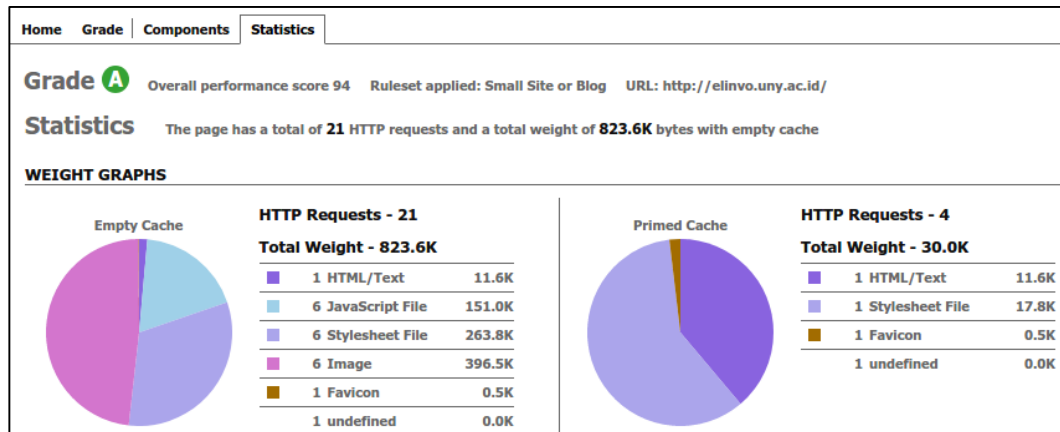 Home Grade Components Statistics
Grade A Overall performance score 94 Ruleset applied: Small Site or Blog URL: http://elinvo.uny.ac.id/
Statistics The page has a total of 21 HTTP requests and a total weight of 823.6K bytes with empty cache
WEIGHT GRAPHS
Empty Cache
HTTP Requests - 21
Total Weight - 823.6K
1 HTML/Text 11.6K
6 JavaScript File 151.0K
6 Stylesheet File 263.8K
6 Image 396.5K
1 Favicon 0.5K
1 undefined 0.0K
Primed Cache
HTTP Requests - 4
Total Weight - 30.0K
1 HTML/Text 11.6K
1 Stylesheet File 17.8K
1 Favicon 0.5K
1 undefined 0.0K